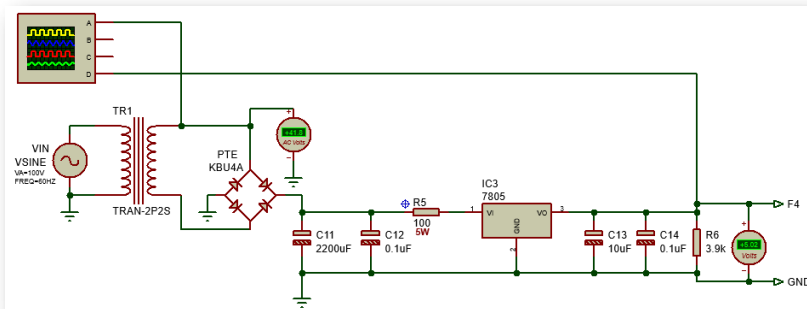 A
B
C
D
TR1
+41.8
AC Volts
VIN
VSINE
VA=100V
FREQ=60HZ
PTE
KBU4A
TRAN-2P2S
IC3
7805
R5
100
5W
1
VI
VO
3
GND
2
F4
C11
2200uF
C12
0.1uF
C13
10uF
C14
0.1uF
R6
3.9k
+5.02
Volts
GND